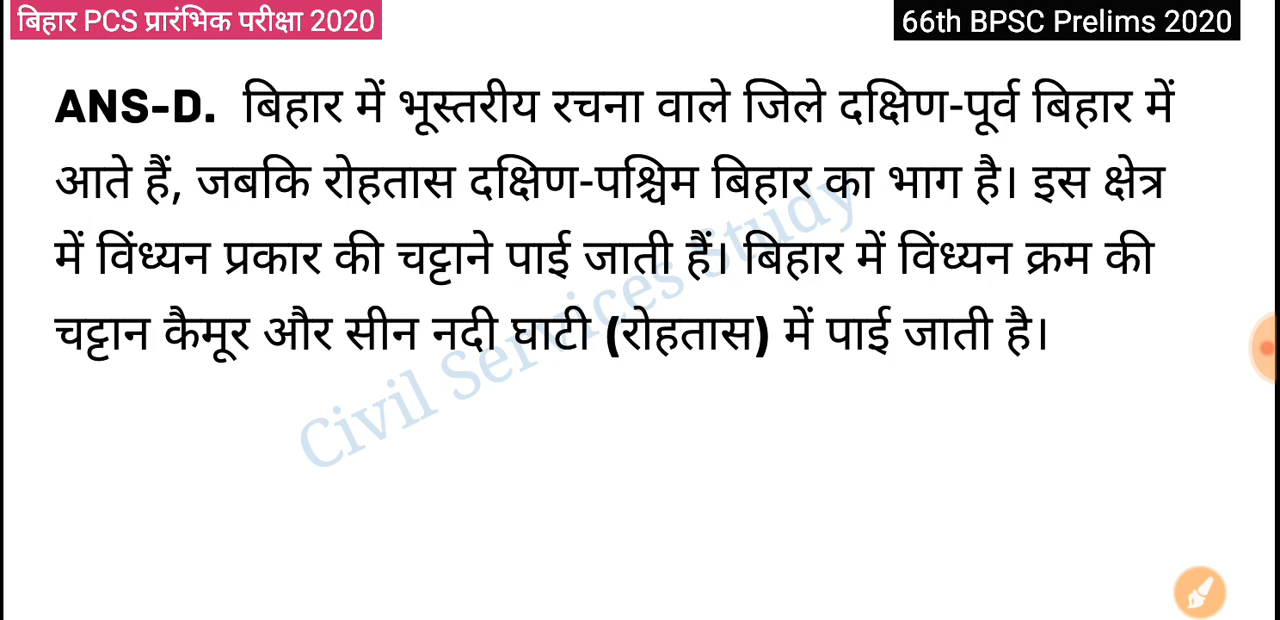 बिहार PCS प्रारंभिक परीक्षा 2020
66th BPSC Prelims 2020
ANS-D. बिहार में भूस्तरीय रचना वाले जिले दक्षिण-पूर्व बिहार में
आते हैं, जबकि रोहतास दक्षिण-पश्चिम बिहार का भाग है। इस क्षेत्र
में विंध्यन प्रकार की चट्टाने पाई जाती हैं। बिहार में विंध्यन क्रम की
चट्टान कैमूर और सीन नदी घाटी (रोहतास) में पाई जाती है।
Civil Services Study